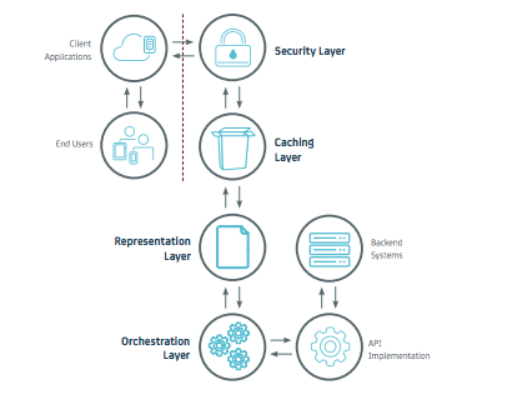 Client
Applications
Security Layer
End Users
Caching
Layer
Representation
Layer
Backend
Systems
Orchestration
Layer
API
Implementation